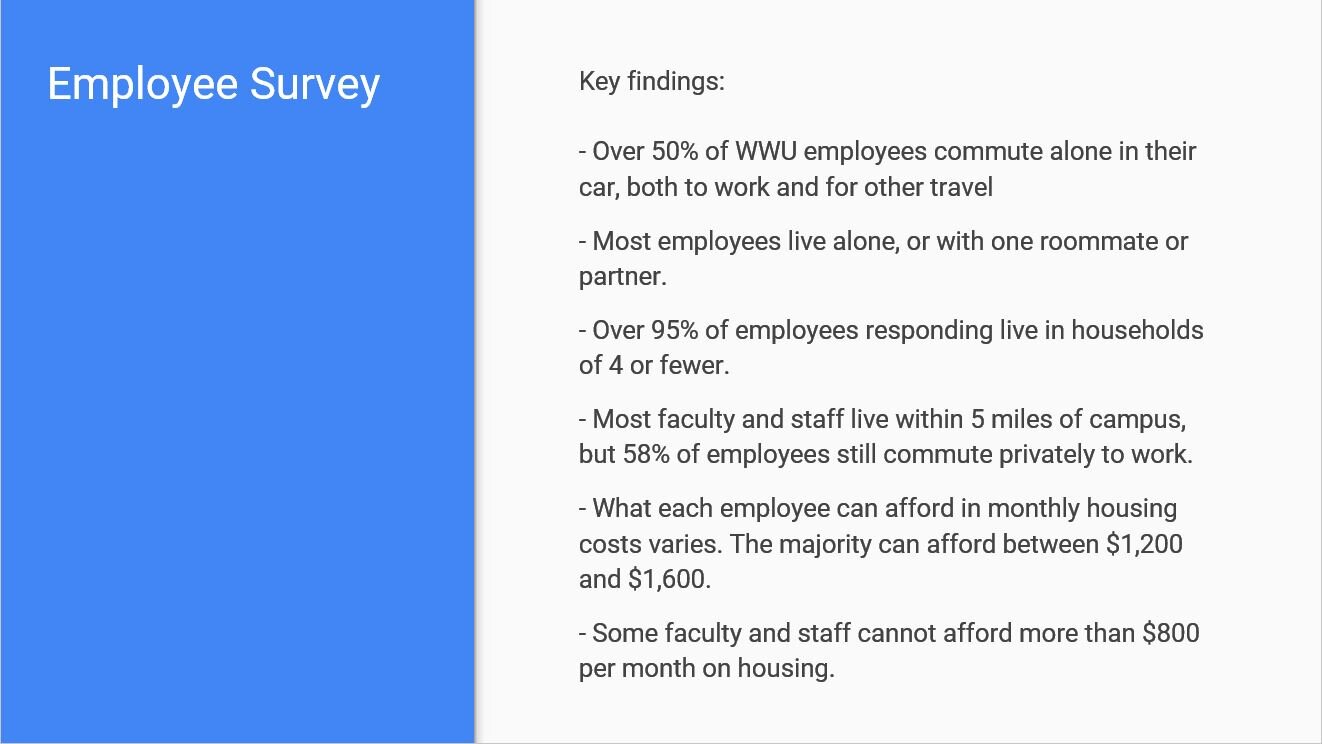 Employee Survey
Key findings:
- Over 50% of WWU employees commute alone in their
car, both to work and for other travel
- Most employees live alone, or with one roommate or
partner.
- Over 95% of employees responding live in households
of 4 or fewer.
- Most faculty and staff live within 5 miles of campus,
but 58% of employees still commute privately to work.
- What each employee can afford in monthly housing
costs varies. The majority can afford between $1,200
and $1,600.
- Some faculty and staff cannot afford more than $800
per month on housing.